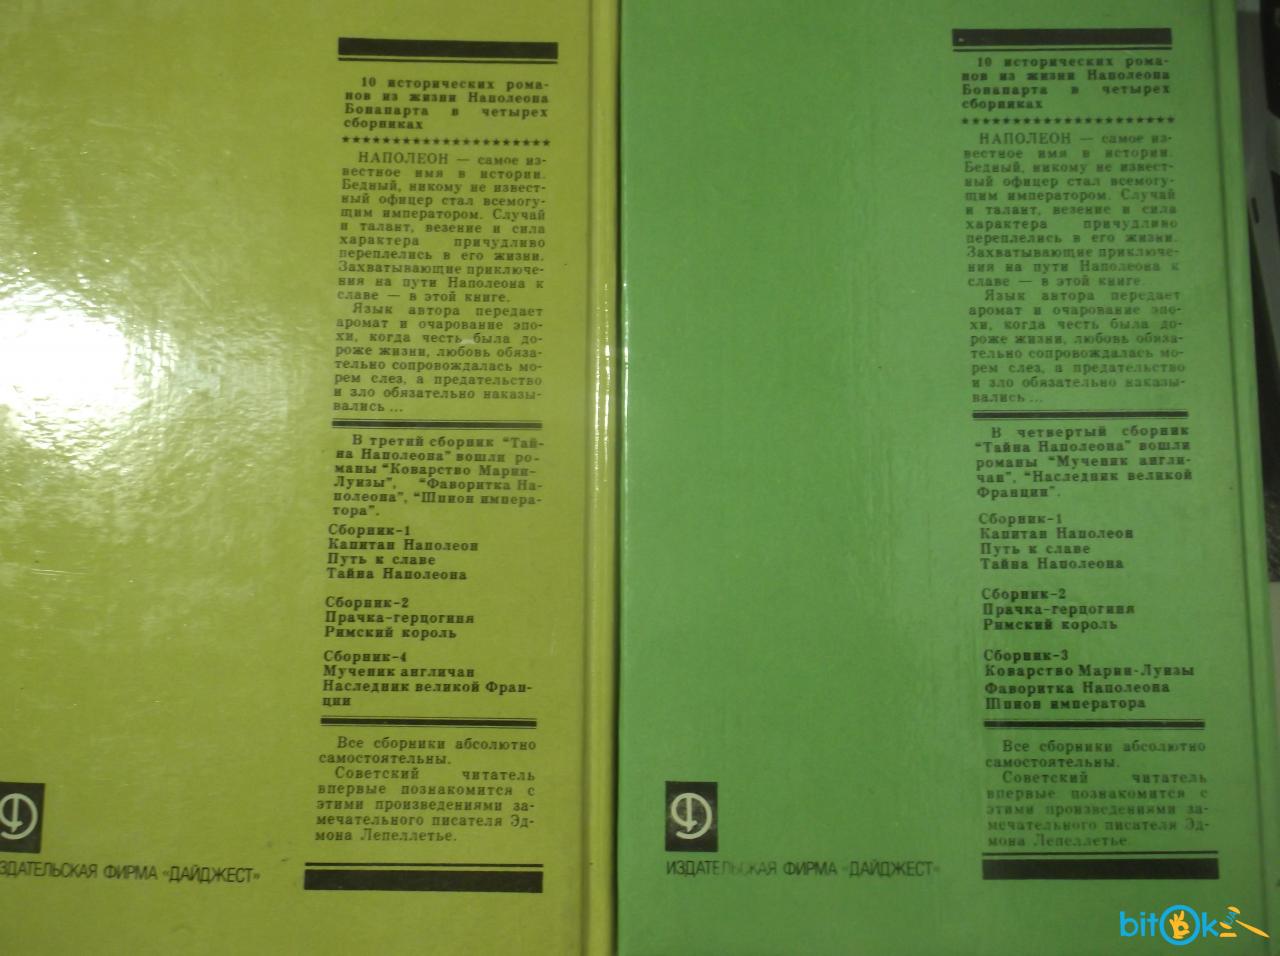 10 исторических рома-
нов из жизни Наполеона
Бонапарта в четырех
сборниках
НАПОЛЕОН — самое из-
вестное имя в истории.
Бедный, никому не извест-
ный офицер стал всемогу-
щим императором. Случай
и талант, везение и сила
характера причудливо
переплелись в его жизни.
Захватывающие приключе-
ния на пути Наполеона к
славе — в этой книге.
Язык автора передает
аромат и очарование эпо-
хи, когда честь была до-
роже жизни, любовь обяза-
тельно сопровождалась мо-
рем слез, а предательство
и зло обязательно наказы-
вались ...
В третий сборник "Тай-
на Наполеона" вошли ро-
маны "Коварство Марии-
Луизы", "Фаворитка На-
полеона", "Шпион импера-
тора".
Сборник-1
Капитан Наполеон
Путь к славе
Тайна Наполеона
Сборник-2
Прачка-герцогиня
Римский король
Сборник-4
Мученик англичан
Наследник великой Фран-
ции
Все сборники абсолютно
самостоятельны.
Советский читатель
впервые познакомится с
этими произведениями за-
мечательного писателя Эд-
мона Лепеллетье.
ЗДАТЕЛЬСКАЯ ФИРМА «ДАЙДЖЕСТ»
10 исторических рома-
нов из жизни Наполеона
Бонапарта в четырех
сборниках
НАПОЛЕОН — самое из-
вестное имя в истории.
Бедный, никому не извест-
ный офицер стал всемогу-
щим императором. Случай
и талант, везение и сила
характера причудливо
переплелись в его жизни.
Захватывающие приключе-
ния на пути Наполеона к
славе — в этой книге.
Язык автора передает
аромат и очарование эпо-
хи, когда честь была до-
роже жизни, любовь обяза-
тельно сопровождалась мо-
рем слез, а предательство
и зло обязательно наказы-
вались ...
В четвертый сборник
"Тайна Наполеона" вошли
романы "Мученик англи-
чан", "Наследник великой
Франции".
Сборник-1
Капитан Наполеон
Путь к славе
Тайна Наполеона
Сборник-2
Прачка-герцогиня
Римский король
Сборник-3
Коварство Марии-Луизы
Фаворитка Наполеона
Шпион императора
Все сборники абсолютно
самостоятельны.
Советский читатель
впервые познакомится с
этими произведениями за-
мечательного писателя Эд-
мона Лепеллетье.
ИЗДАТЕЛЬСКАЯ ФИРМА «ДАЙДЖЕСТ»
bitOk